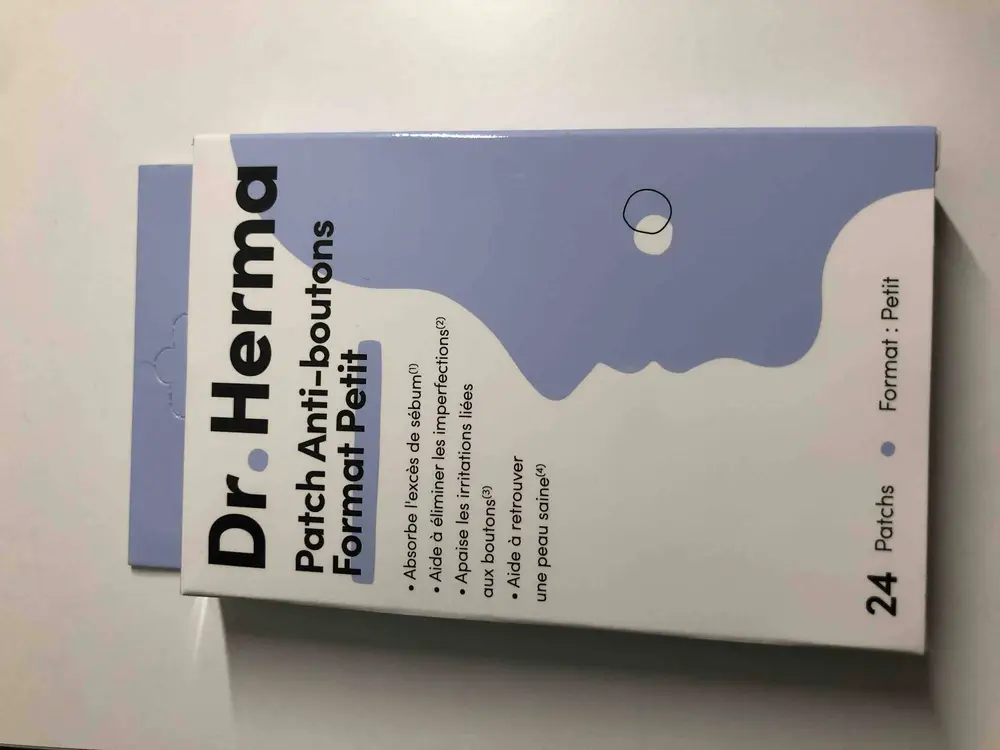 Dr. Herma
Patch Anti-boutons
Format Petit
• Absorbe l'excès de sébum(1)
• Aide à éliminer les imperfections(2)
• Apaise les irritations liées
aux boutons(3)
• Aide à retrouver
une peau saine(4)
24 Patchs • Format : Petit